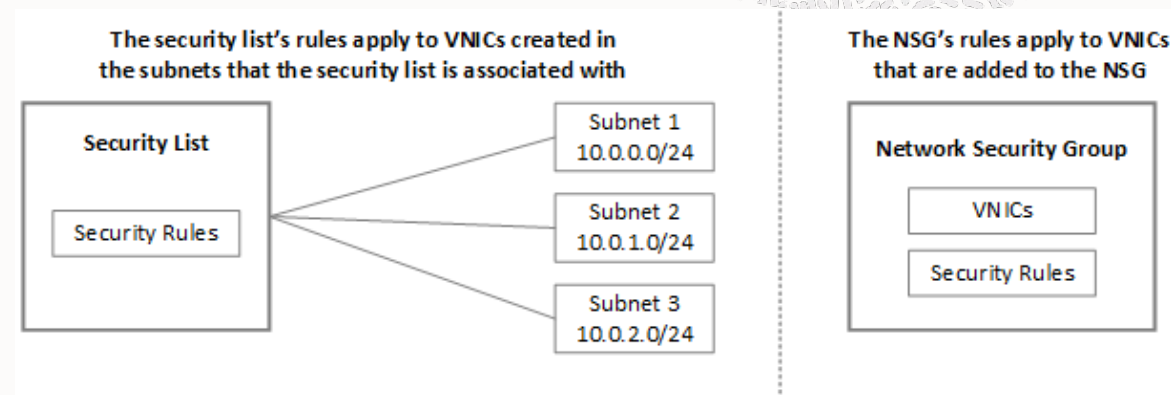 The security list's rules apply to VNICs created in
the subnets that the security list is associated with
Security List
Security Rules
Subnet 1
10.0.0.0/24
Subnet 2
10.0.1.0/24
Subnet 3
10.0.2.0/24
The NSG's rules apply to VNICs
that are added to the NSG
Network Security Group
VNICs
Security Rules